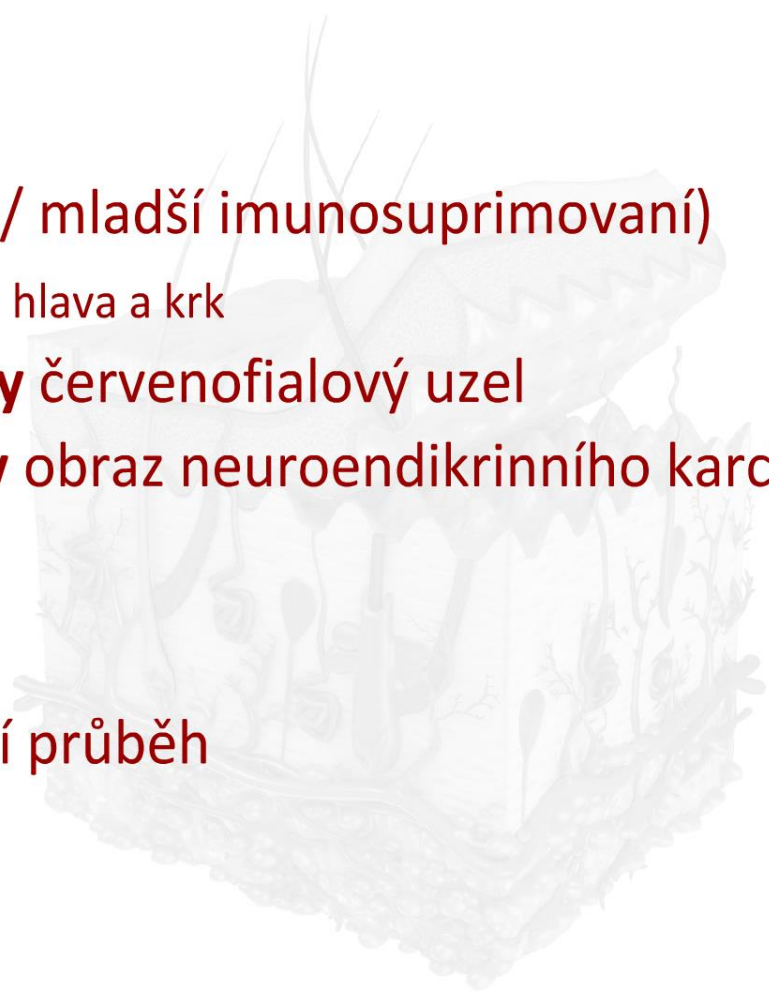 / mladší imunosuprimovaní)
hlava a krk
y červenofialový uzel
y obraz neuroendikrinního karc
í průběh